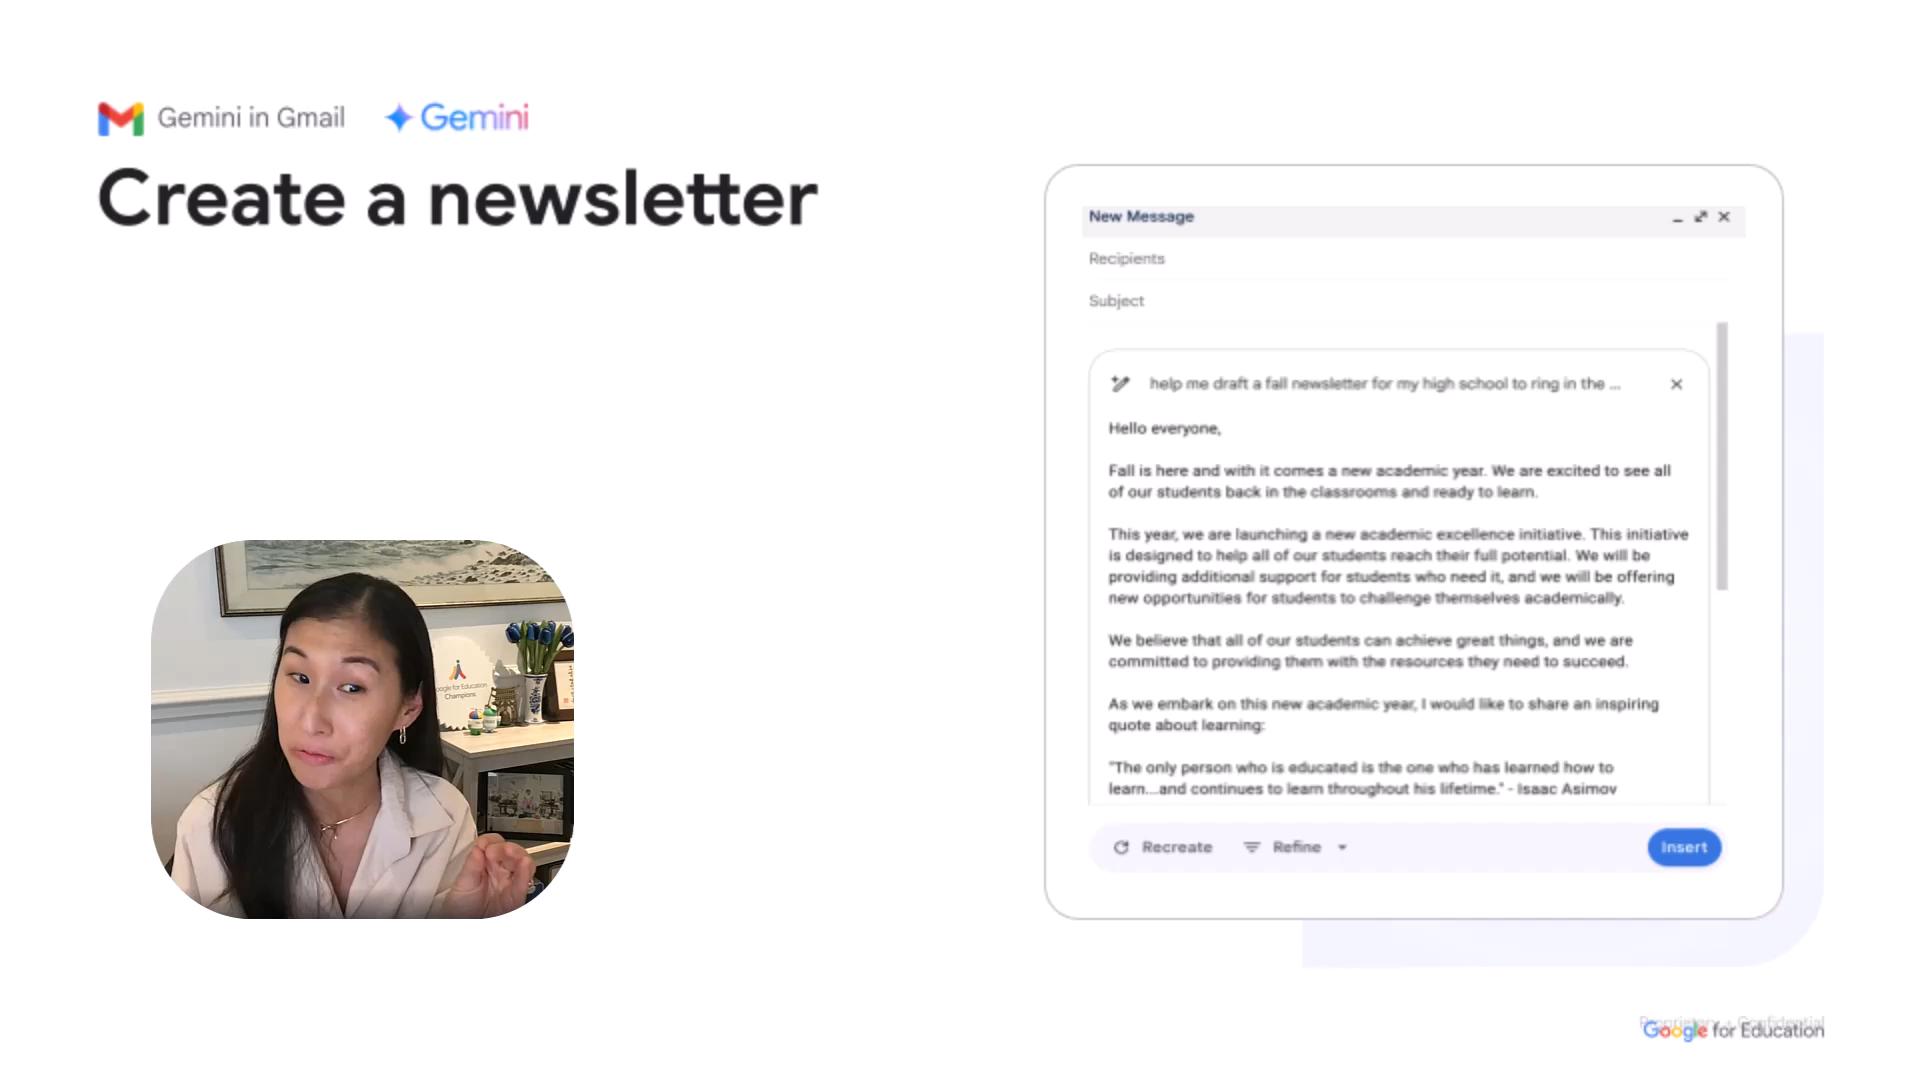 Gemini in Gmail Gemini
Create a newsletter
New Message
Recipients
Subject
help me draft a fall newsletter for my high school to ring in the ...
Hello everyone,
Fall is here and with it comes a new academic year. We are excited to see all
of our students back in the classrooms and ready to learn.
This year, we are launching a new academic excellence initiative. This initiative
is designed to help all of our students reach their full potential. We will be
providing additional support for students who need it, and we will be offering
new opportunities for students to challenge themselves academically.
We believe that all of our students can achieve great things, and we are
committed to providing them with the resources they need to succeed.
As we embark on this new academic year, I would like to share an inspiring
quote about learning:
"The only person who is educated is the one who has learned how to
learn...and continues to learn throughout his lifetime." - Isaac Asimov
Recreate Refine Insert
oogle for Education
Champions
Proprietary + Confidential
Google for Education